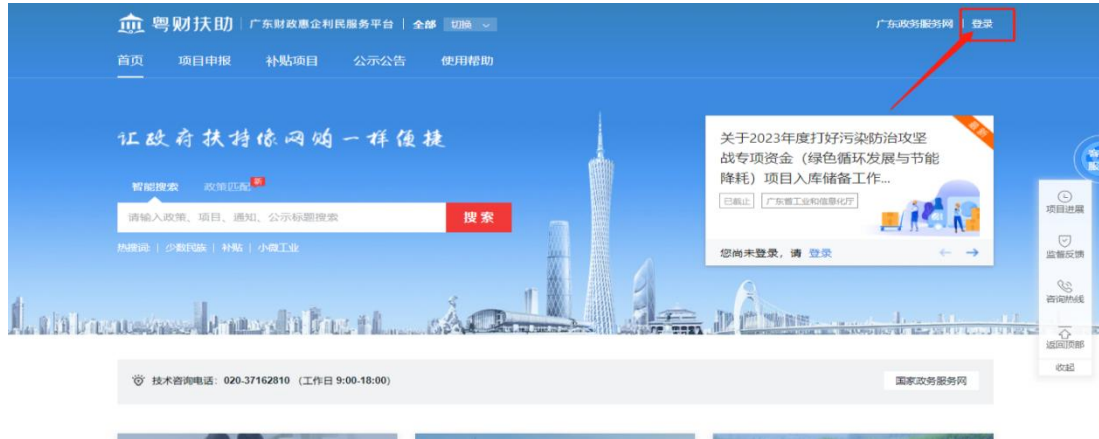 粤财扶助 广东财政惠企利民服务平台 全部 切换
广东政务服务网 登录
首页 项目申报 补贴项目 公示公告 使用帮助
让政府扶持像网购一样便捷
最新
关于2023年度打好污染防治攻坚
战专项资金（绿色循环发展与节能
降耗）项目入库储备工作...
已截止 广东省工业和信息化厅
智能搜索 政策匹配
请输入政策、项目、通知、公示标题搜索 搜 索
热搜词: 少数民族 补贴 小微工业
您尚未登录，请 登录
项目进展
监督反馈
咨询热线
返回顶部
收起
技术咨询电话: 020-37162810 （工作日 9:00-18:00）
国家政务服务网